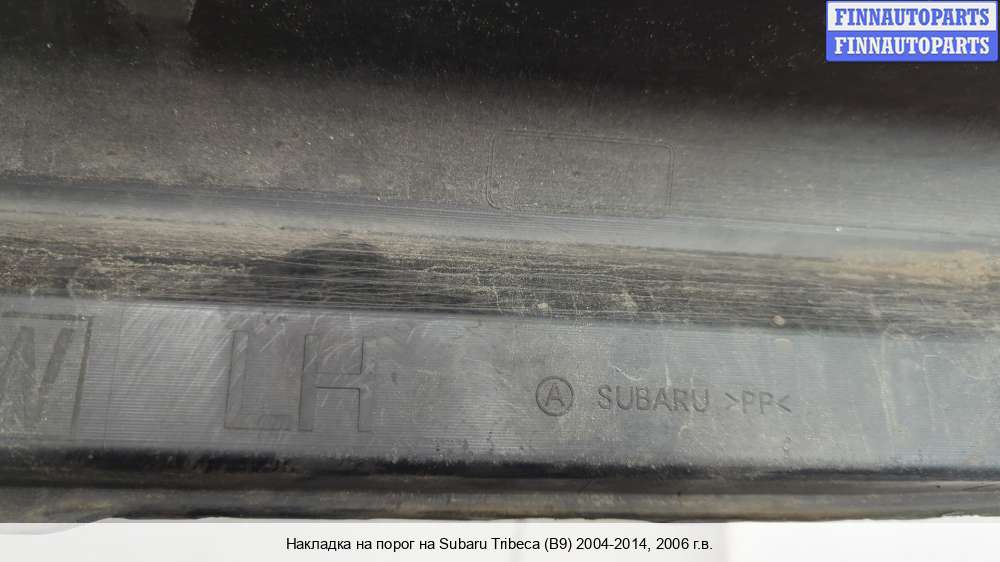 FINNAUTOPARTS
FINNAUTOPARTS
W LH
Ⓐ SUBARU >PP<
Накладка на порог на Subaru Tribeca (B9) 2004-2014, 2006 г.в.